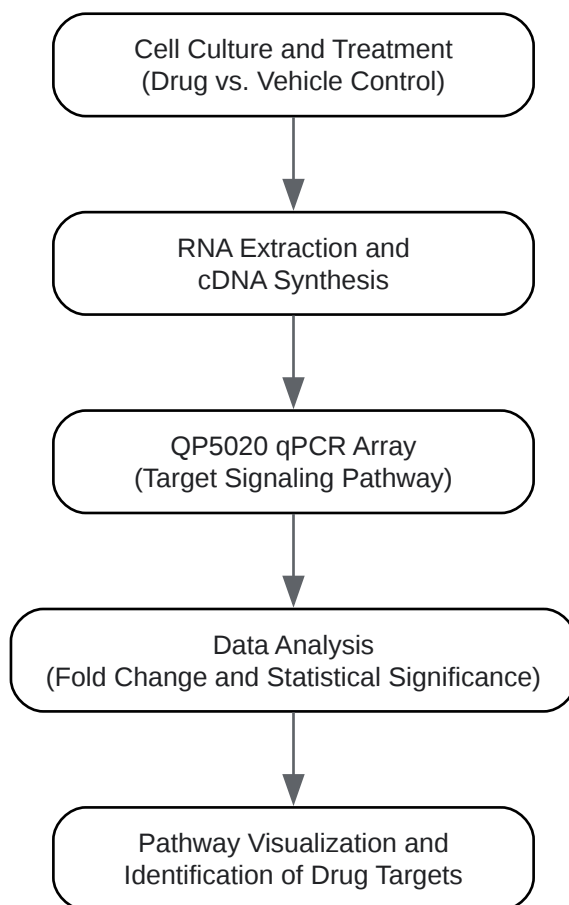 Cell Culture and Treatment
(Drug vs. Vehicle Control)
RNA Extraction and
cDNA Synthesis
QP5020 qPCR Array
(Target Signaling Pathway)
Data Analysis
(Fold Change and Statistical Significance)
Pathway Visualization and
Identification of Drug Targets